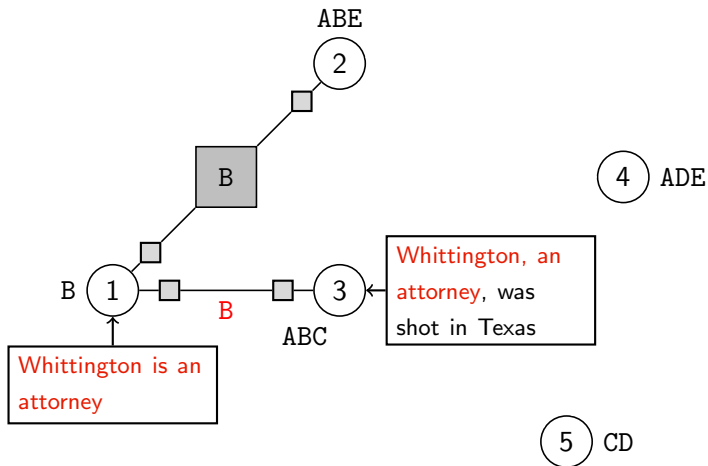 ABE
2
B
4 ADE
B 1
B
3
ABC
Whittington, an
attorney, was
shot in Texas
Whittington is an
attorney
5 CD